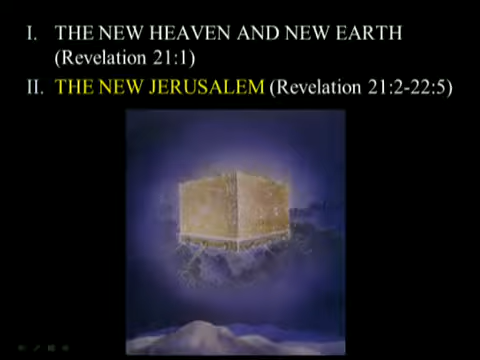 I. THE NEW HEAVEN AND NEW EARTH
(Revelation 21:1)
II. THE NEW JERUSALEM (Revelation 21:2-22:5)